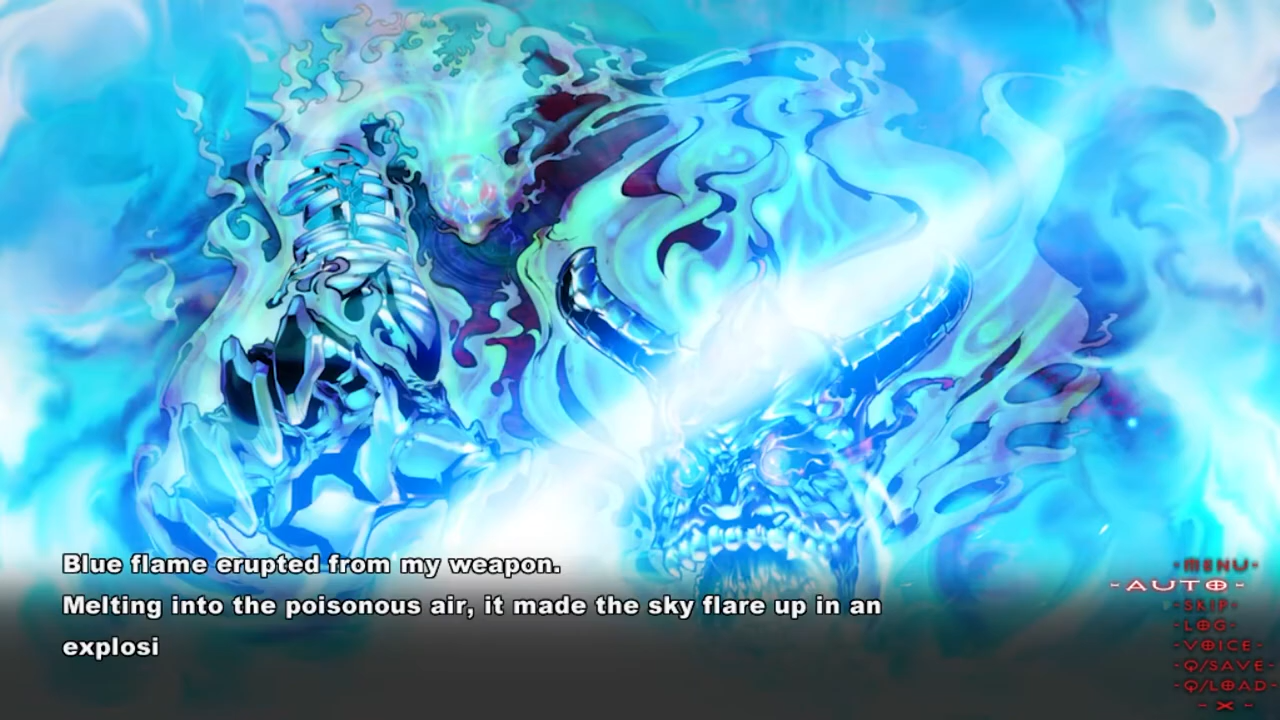 Blue flame erupted from my weapon.
Melting into the poisonous air, it made the sky flare up in an
explosi
-MENU-
-AUTO-
-SKIP-
-LOG-
-VOICE-
-Q/SAVE-
-Q/LOAD-
-X-